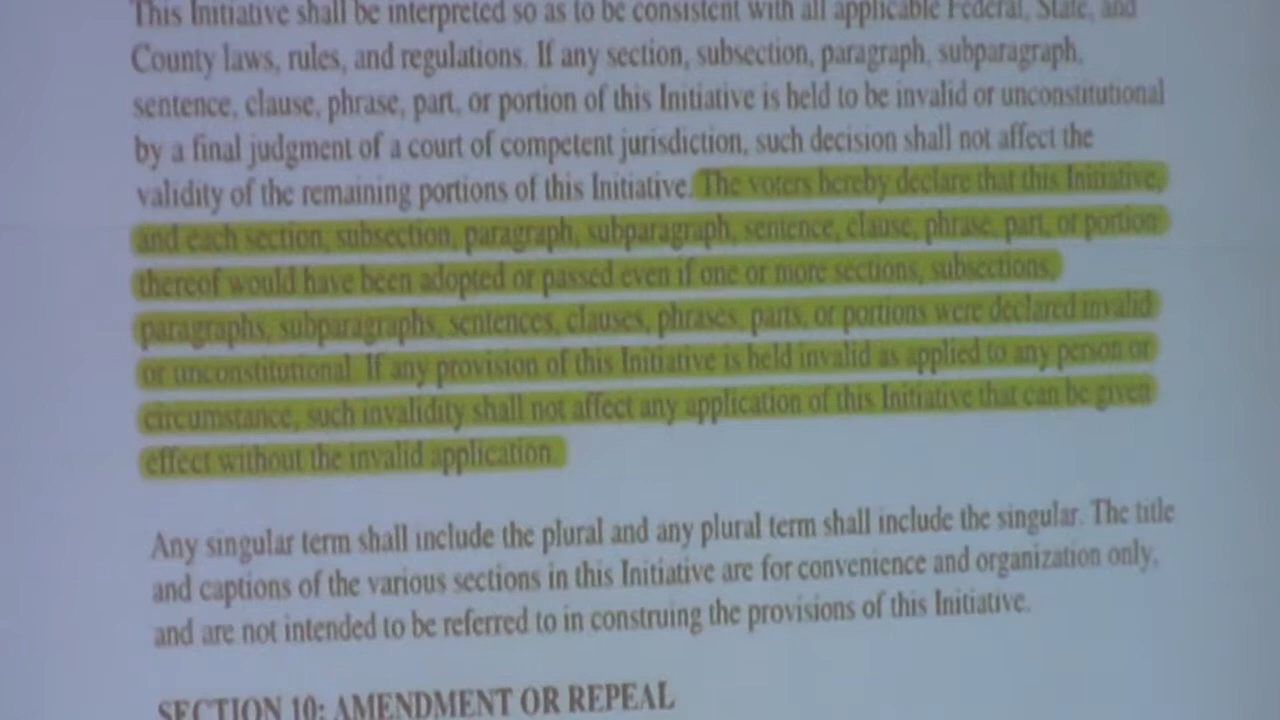 This Initiative shall be interpreted so as to be consistent with all applicable Federal, State, and
County laws, rules, and regulations. If any section, subsection, paragraph, subparagraph,
sentence, clause, phrase, part, or portion of this Initiative is held to be invalid or unconstitutional
by a final judgment of a court of competent jurisdiction, such decision shall not affect the
validity of the remaining portions of this Initiative. The voters hereby declare that this Initiative,
and each section, subsection, paragraph, subparagraph, sentence, clause, phrase, part, or portion
thereof would have been adopted or passed even if one or more sections, subsections,
paragraphs, subparagraphs, sentences, clauses, phrases, parts, or portions were declared invalid
or unconstitutional. If any provision of this Initiative is held invalid as applied to any person or
circumstance, such invalidity shall not affect any application of this Initiative that can be given
effect without the invalid application.
Any singular term shall include the plural and any plural term shall include the singular. The title
and captions of the various sections in this Initiative are for convenience and organization only,
and are not intended to be referred to in construing the provisions of this Initiative.
SECTION 10: AMENDMENT OR REPEAL